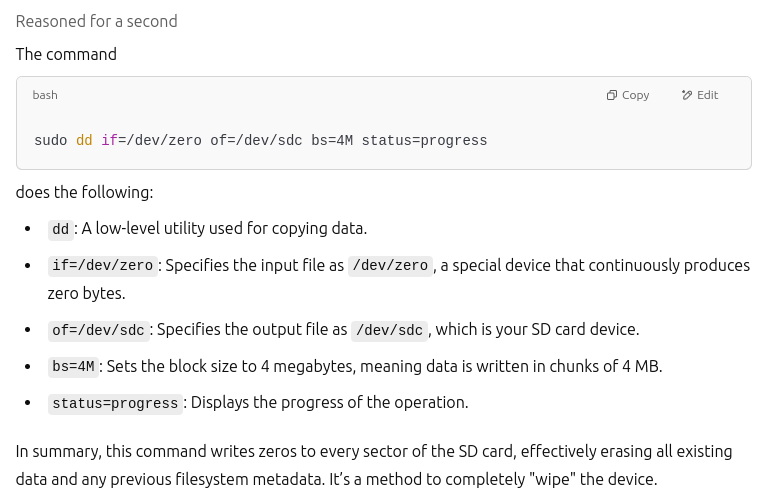 Reasoned for a second
The command
bash Copy Edit
sudo dd if=/dev/zero of=/dev/sdc bs=4M status=progress
does the following:
• dd: A low-level utility used for copying data.
• if=/dev/zero: Specifies the input file as /dev/zero, a special device that continuously produces
zero bytes.
• of=/dev/sdc: Specifies the output file as /dev/sdc, which is your SD card device.
• bs=4M: Sets the block size to 4 megabytes, meaning data is written in chunks of 4 MB.
• status=progress: Displays the progress of the operation.
In summary, this command writes zeros to every sector of the SD card, effectively erasing all existing
data and any previous filesystem metadata. It’s a method to completely "wipe" the device.